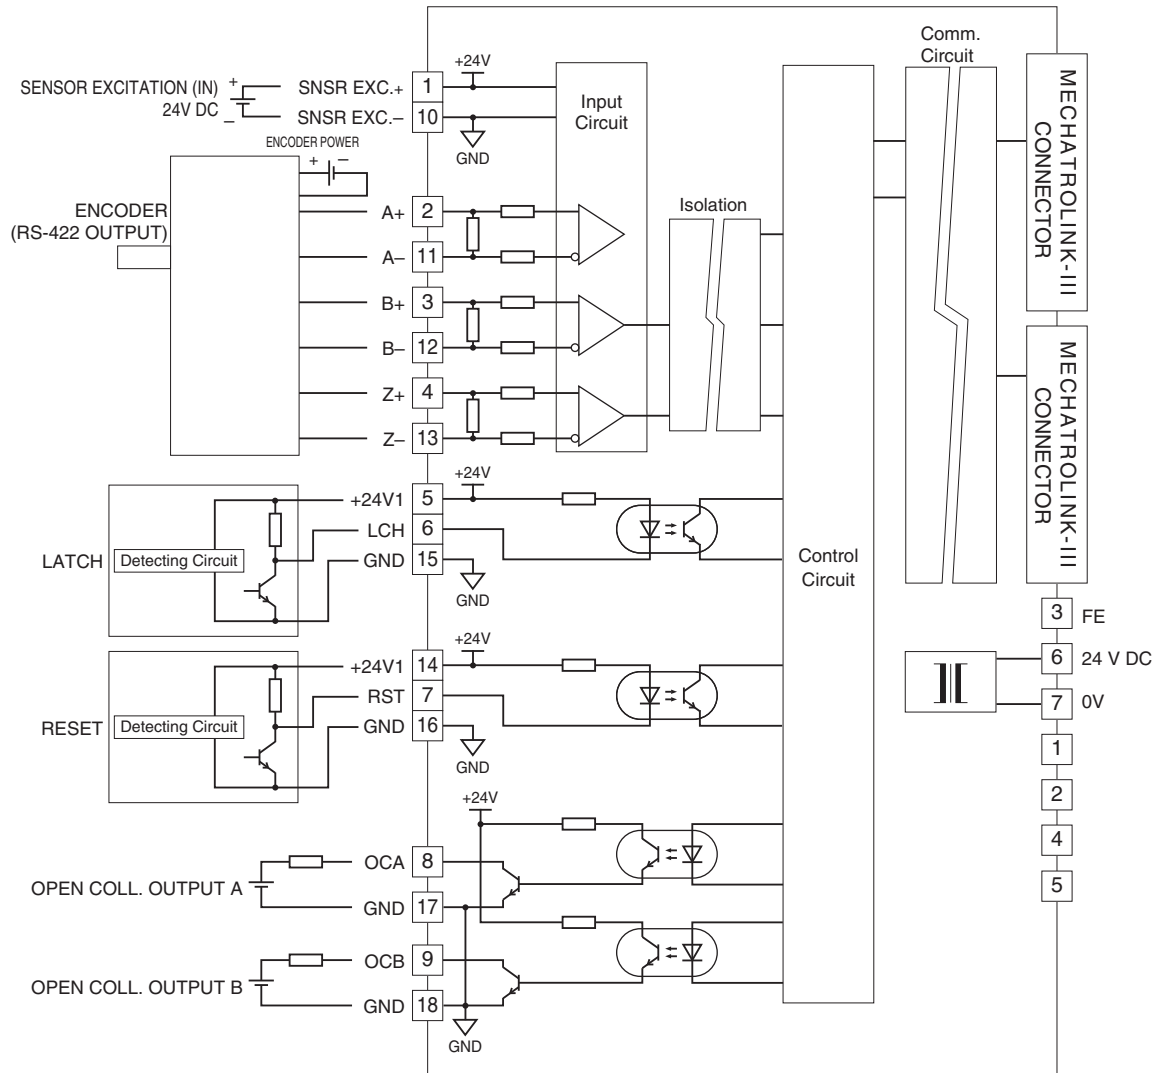 Comm.
Circuit
+24V
SENSOR EXCITATION (IN)
24V DC
+
–
SNSR EXC.+
1
SNSR EXC.–
10
GND
Input
Circuit
ENCODER POWER
+
–
ENCODER
(RS-422 OUTPUT)
A+
2
A–
11
B+
3
B–
12
Z+
4
Z–
13
Isolation
MECHATROLINK-III
CONNECTOR
MECHATROLINK-III
CONNECTOR
LATCH
Detecting Circuit
+24V1
5
+24V
LCH
6
GND
15
GND
Control
Circuit
RESET
Detecting Circuit
+24V1
14
+24V
RST
7
GND
16
GND
3
FE
6
24 V DC
7
0V
1
2
4
5
+24V
OPEN COLL. OUTPUT A
OCA
8
GND
17
OPEN COLL. OUTPUT B
OCB
9
GND
18
GND